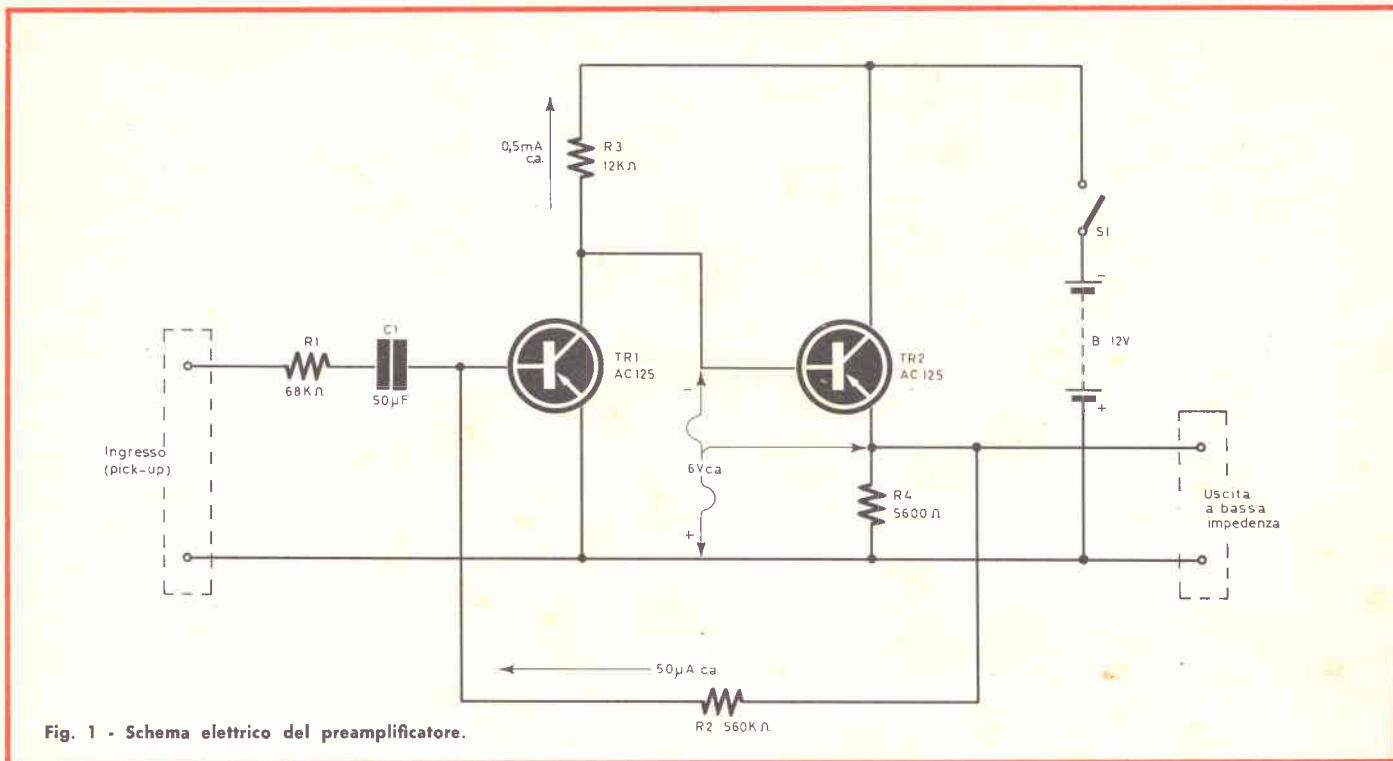 0,5mA
c.a.
R3
12KΩ
S1
R1
68KΩ
C1
50µF
TR1
AC125
TR2
AC125
-
B 12V
+
Ingresso
(pick-up)
-
6Vca
+
R4
5600 Ω
Uscita
a bassa
impedenza
50µA ca
R2 560KΩ
Fig. 1 - Schema elettrico del preamplificatore.